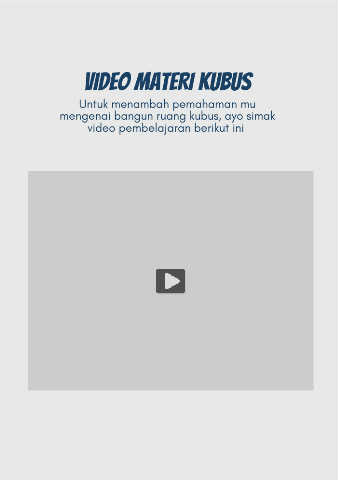 VIDEO MATERI KUBUS
Untuk menambah pemahaman mu
mengenai bangun ruang kubus, ayo simak
video pembelajaran berikut ini